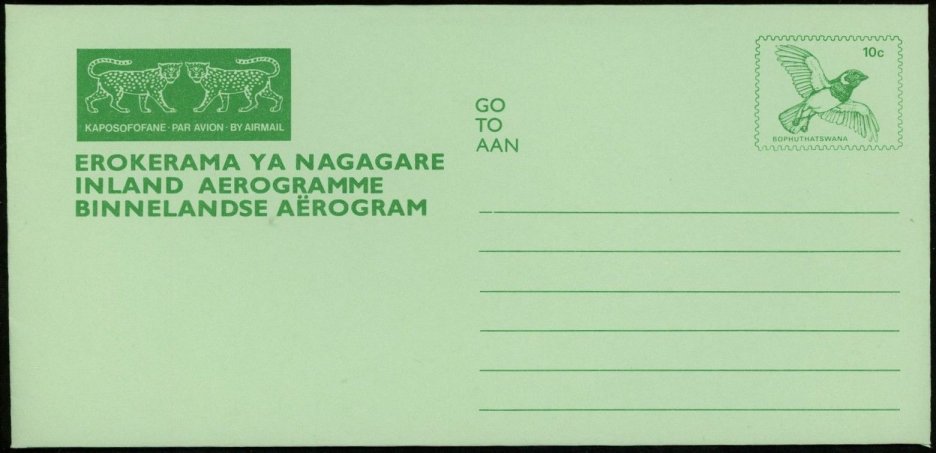 KAPOSOFOFANE · PAR AVION · BY AIRMAIL
EROKERAMA YA NAGAGARE
INLAND AEROGRAMME
BINNELANDSE AËROGRAM
GO
TO
AAN
10c
BOPHUTHATSWANA